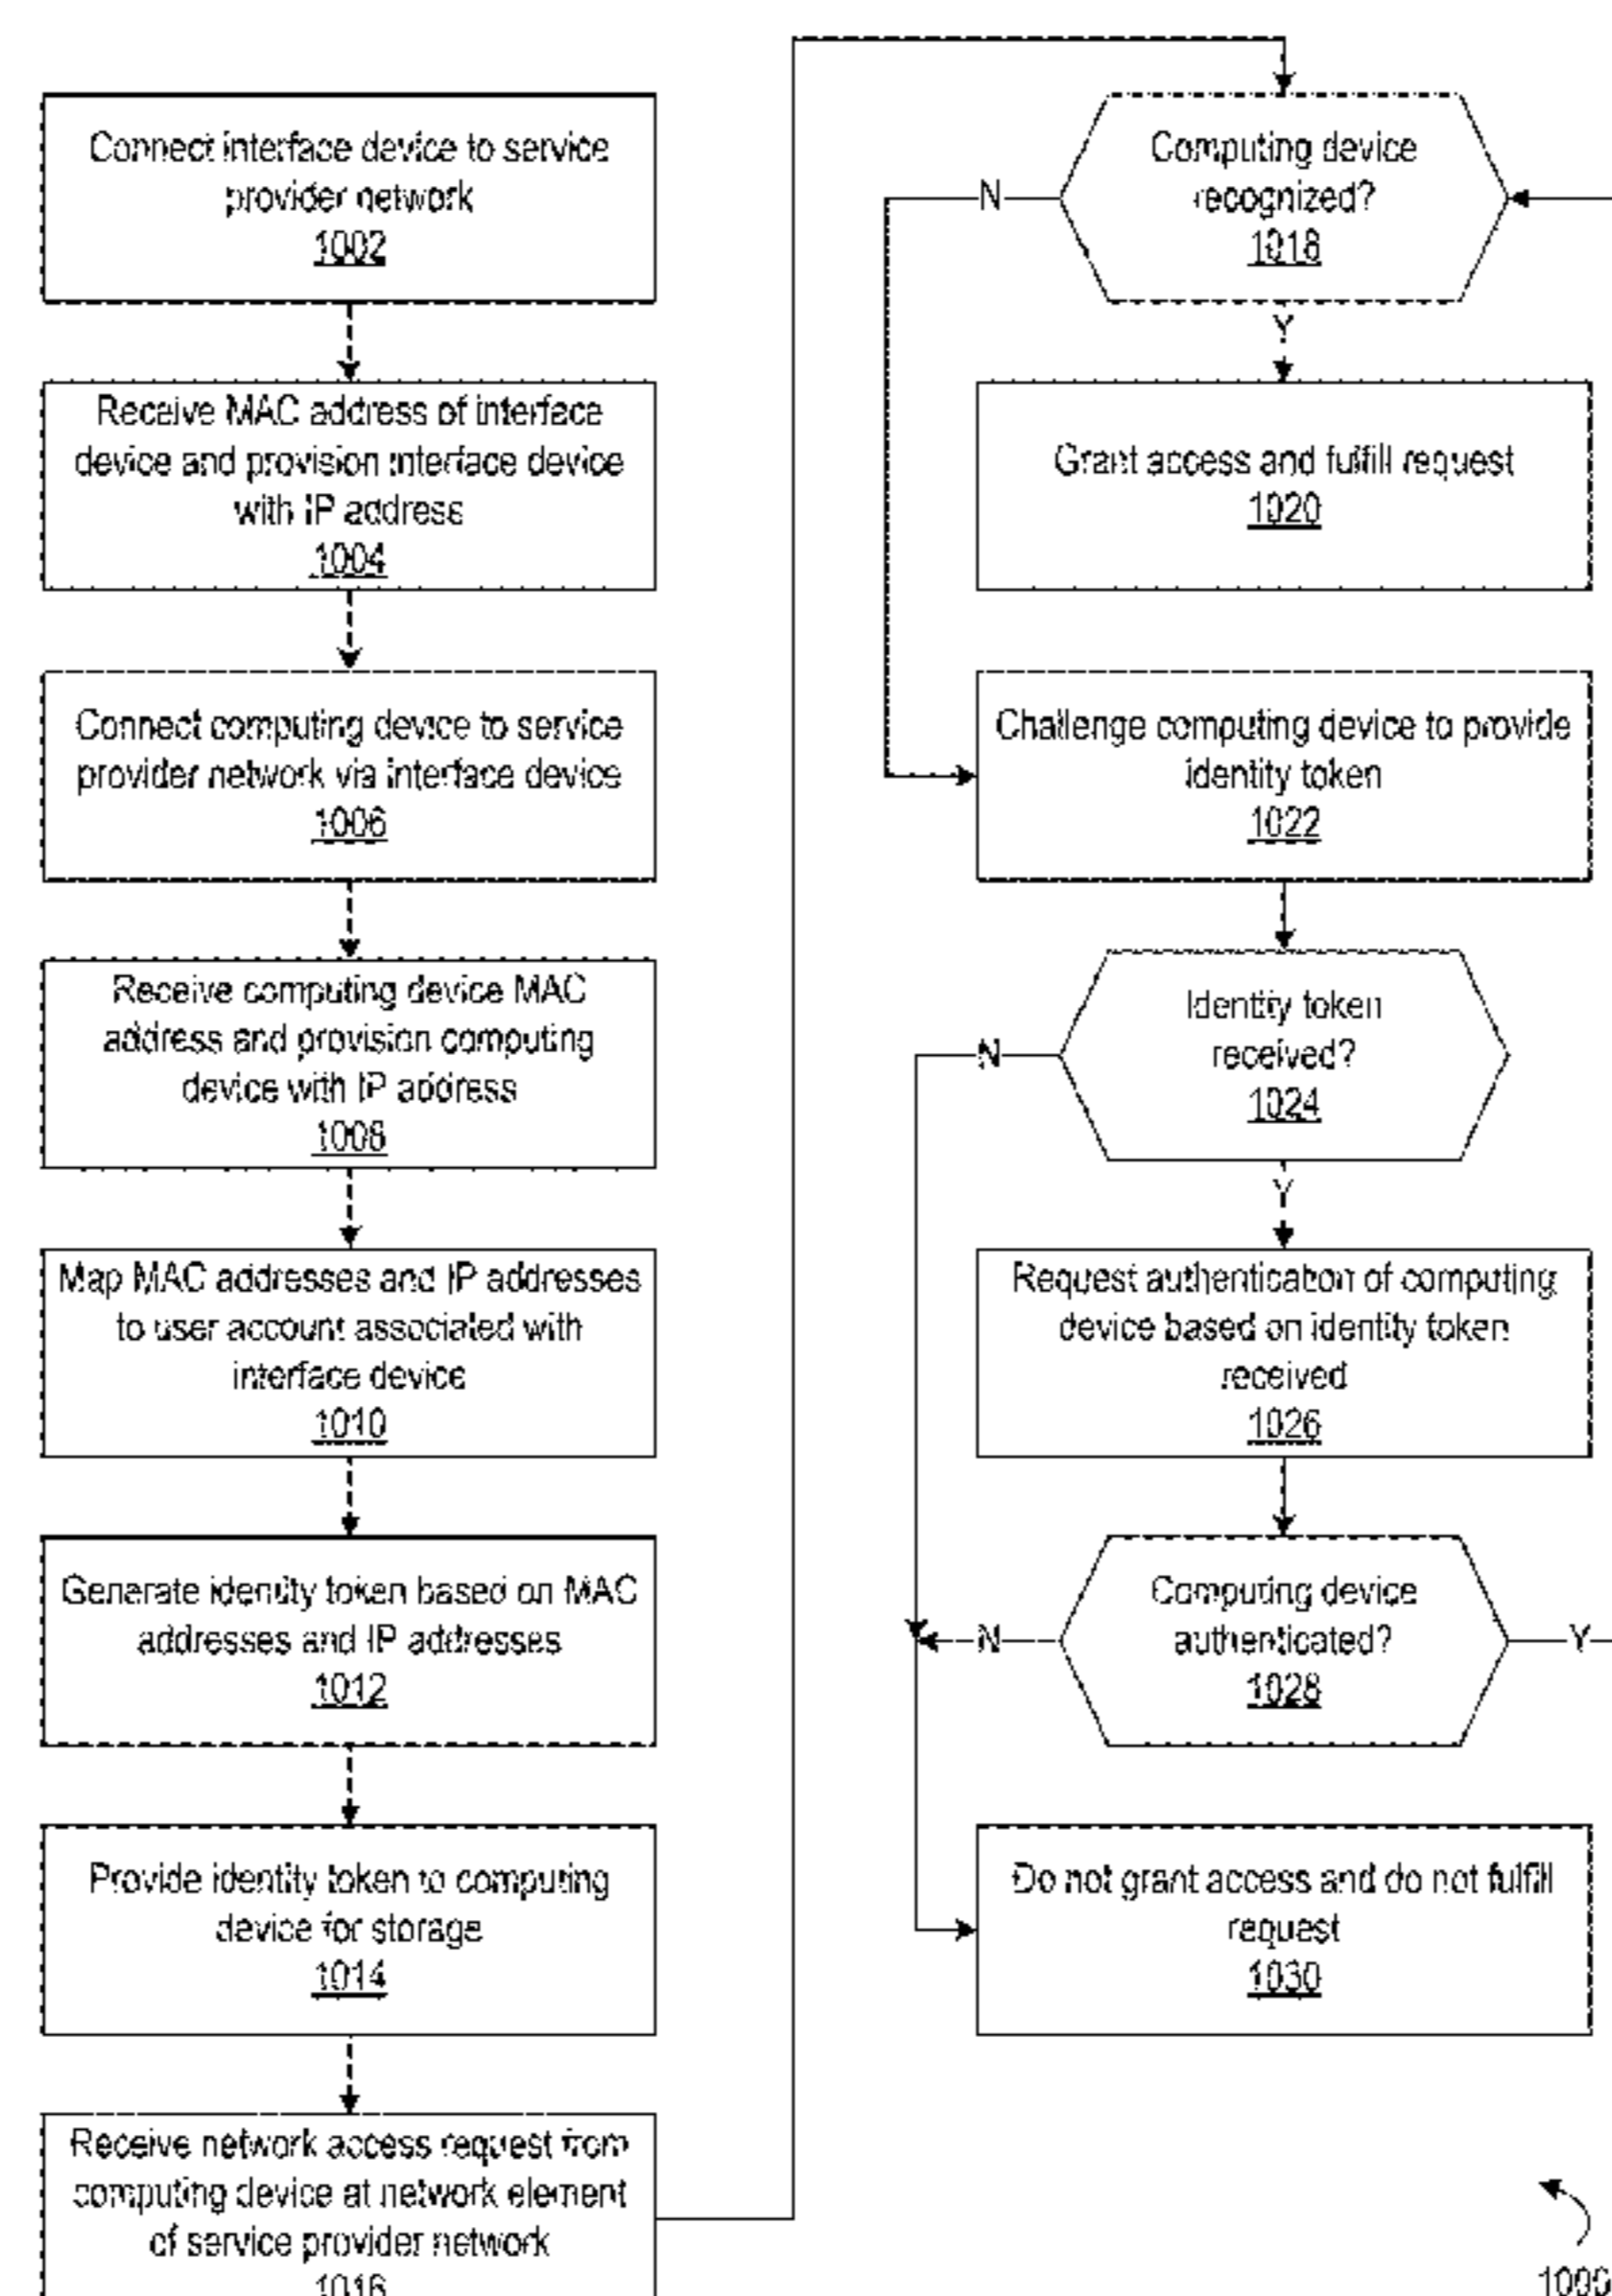 Connect interface device to service
provider network
1002
Receive MAC address of interface
device and provision interface device
with IP address
1004
Connect computing device to service
provider network via interface device
1006
Receive computing device MAC
address and provision computing
device with IP address
1008
Map MAC addresses and IP addresses
to user account associated with
interface device
1010
Generate identity token based on MAC
addresses and IP addresses
1012
Provide identity token to computing
device for storage
1014
Receive network access request from
computing device at network element
of service provider network
1016
Computing device
recognized?
1018
N
Y
Grant access and fulfill request
1020
Challenge computing device to provide
identity token
1022
Identity token
received?
1024
N
Y
Request authentication of computing
device based on identity token
received
1026
Computing device
authenticated?
1028
N
Y
Do not grant access and do not fulfill
request
1030
1000